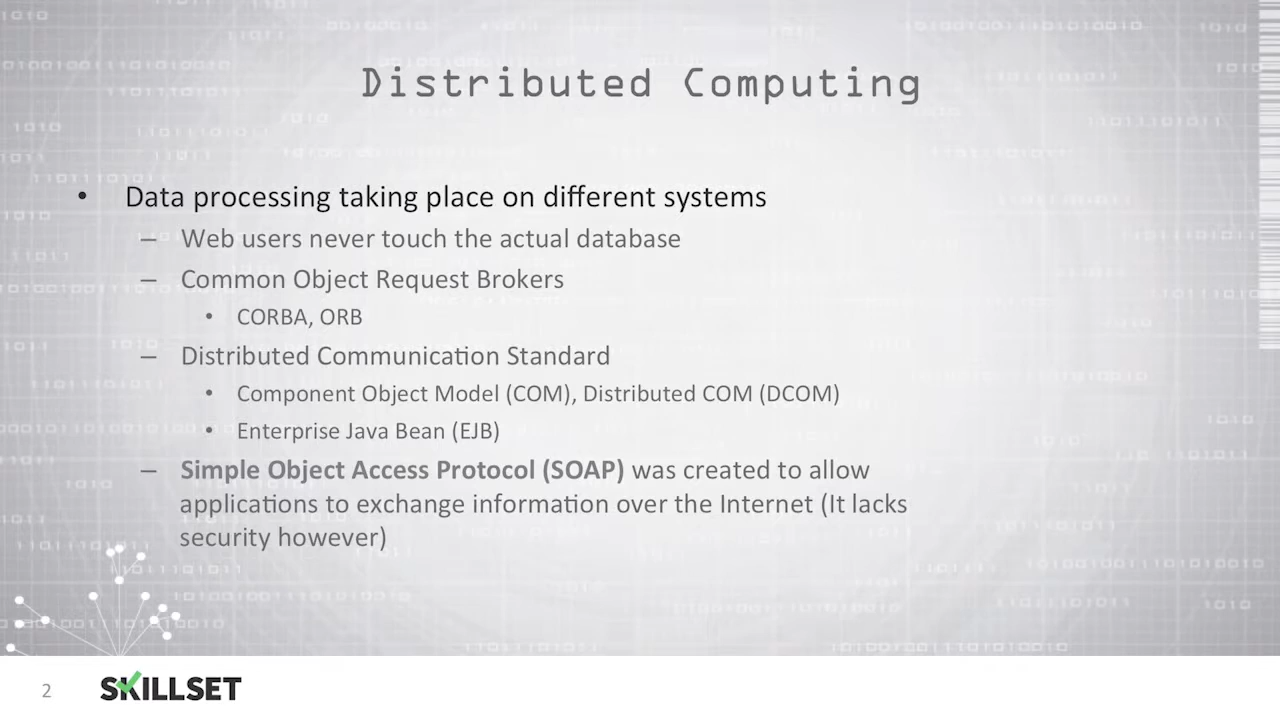 Distributed Computing
• Data processing taking place on different systems
– Web users never touch the actual database
– Common Object Request Brokers
• CORBA, ORB
– Distributed Communication Standard
• Component Object Model (COM), Distributed COM (DCOM)
• Enterprise Java Bean (EJB)
– Simple Object Access Protocol (SOAP) was created to allow
applications to exchange information over the Internet (It lacks
security however)
2
SKILLSET